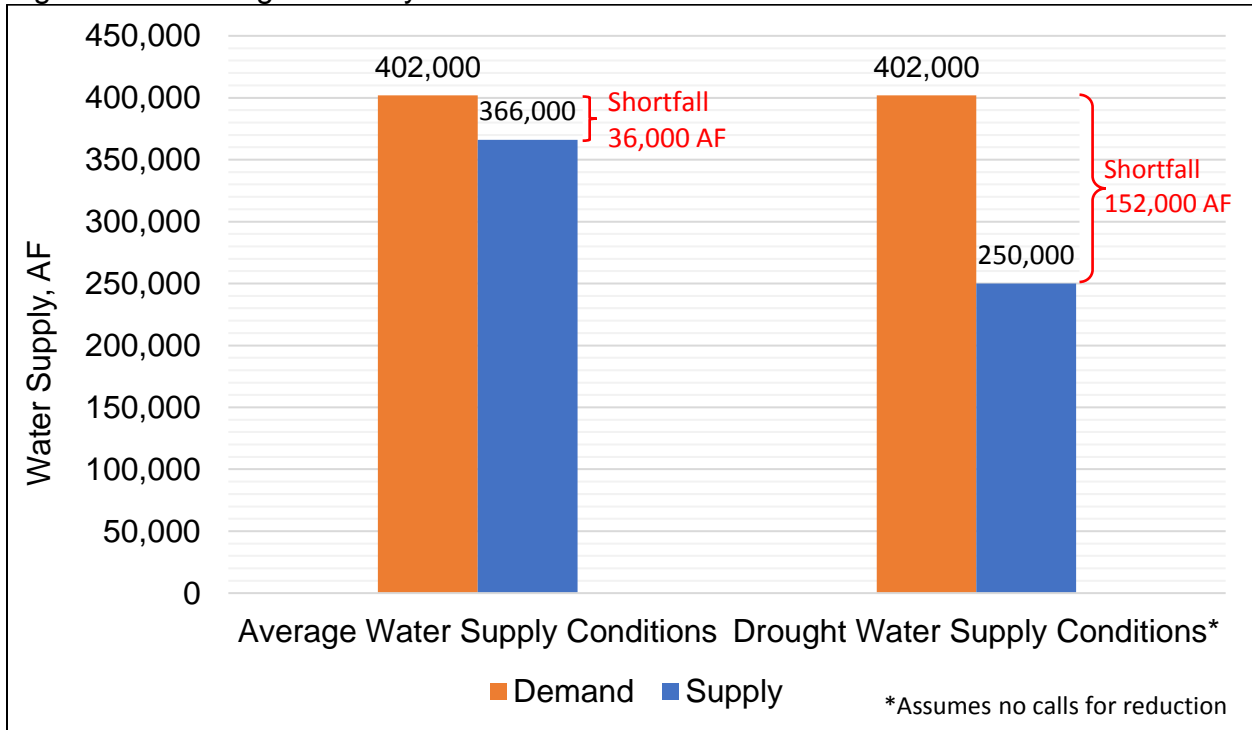 450,000
400,000
350,000
300,000
250,000
200,000
150,000
100,000
50,000
0
Water Supply, AF
402,000
366,000
Shortfall
36,000 AF
402,000
250,000
Shortfall
152,000 AF
Average Water Supply Conditions
Drought Water Supply Conditions*
Demand
Supply
*Assumes no calls for reduction